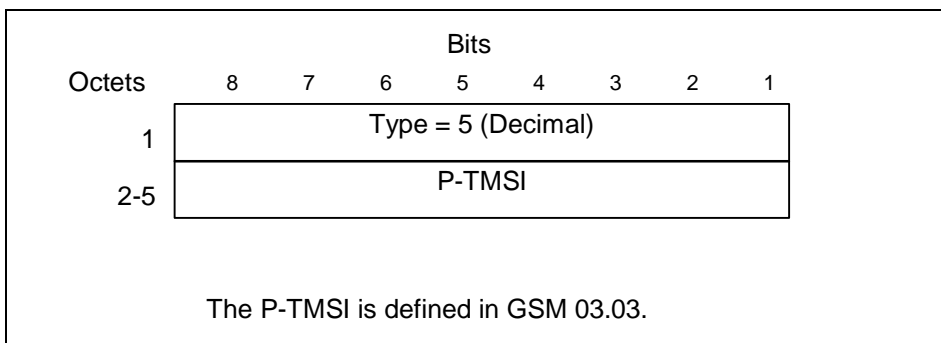 Bits
Octets 8 7 6 5 4 3 2 1
1 Type = 5 (Decimal)
2-5 P-TMSI
The P-TMSI is defined in GSM 03.03.